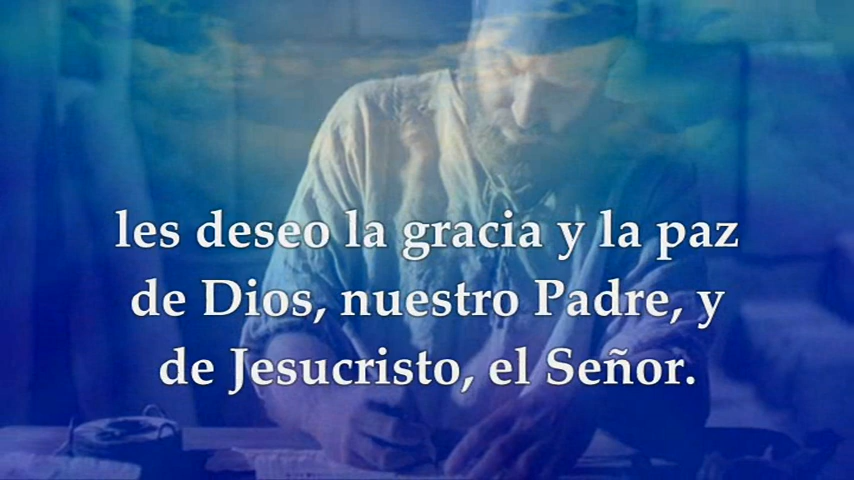 les deseo la gracia y la paz
de Dios, nuestro Padre, y
de Jesucristo, el Señor.